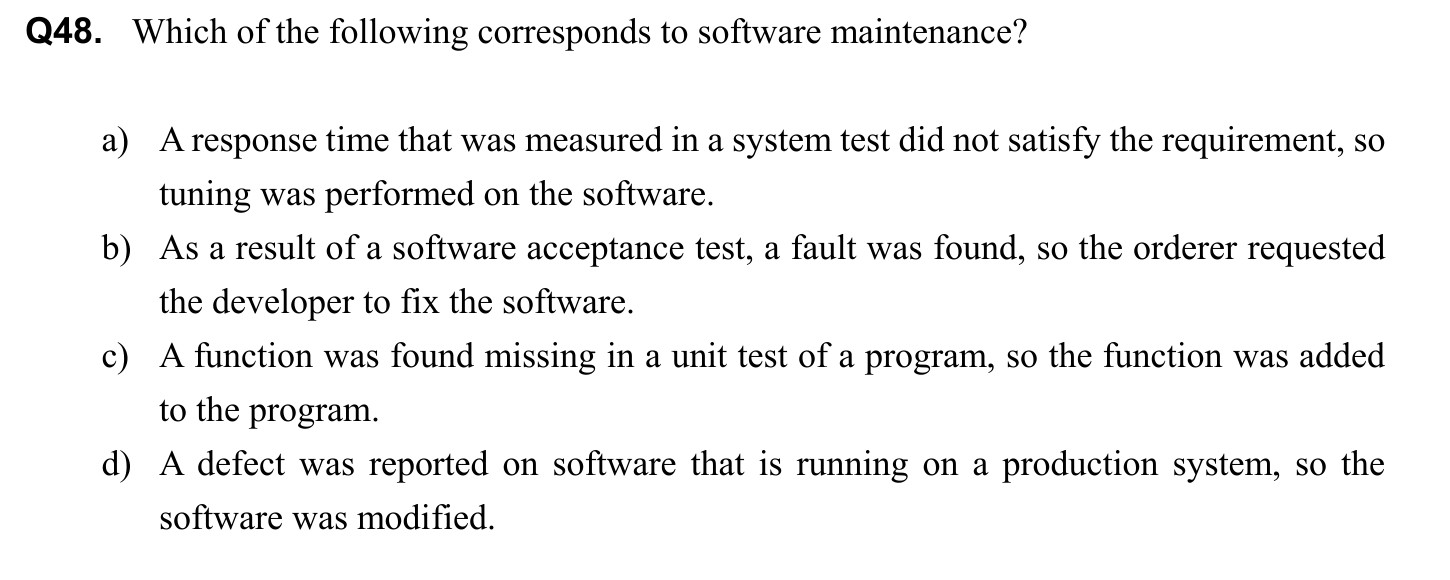 Q48. Which of the following corresponds to software maintenance?
a) A response time that was measured in a system test did not satisfy the requirement, so
tuning was performed on the software.
b) As a result of a software acceptance test, a fault was found, so the orderer requested
the developer to fix the software.
c) A function was found missing in a unit test of a program, so the function was added
to the program.
d) A defect was reported on software that is running on a production system, so the
software was modified.